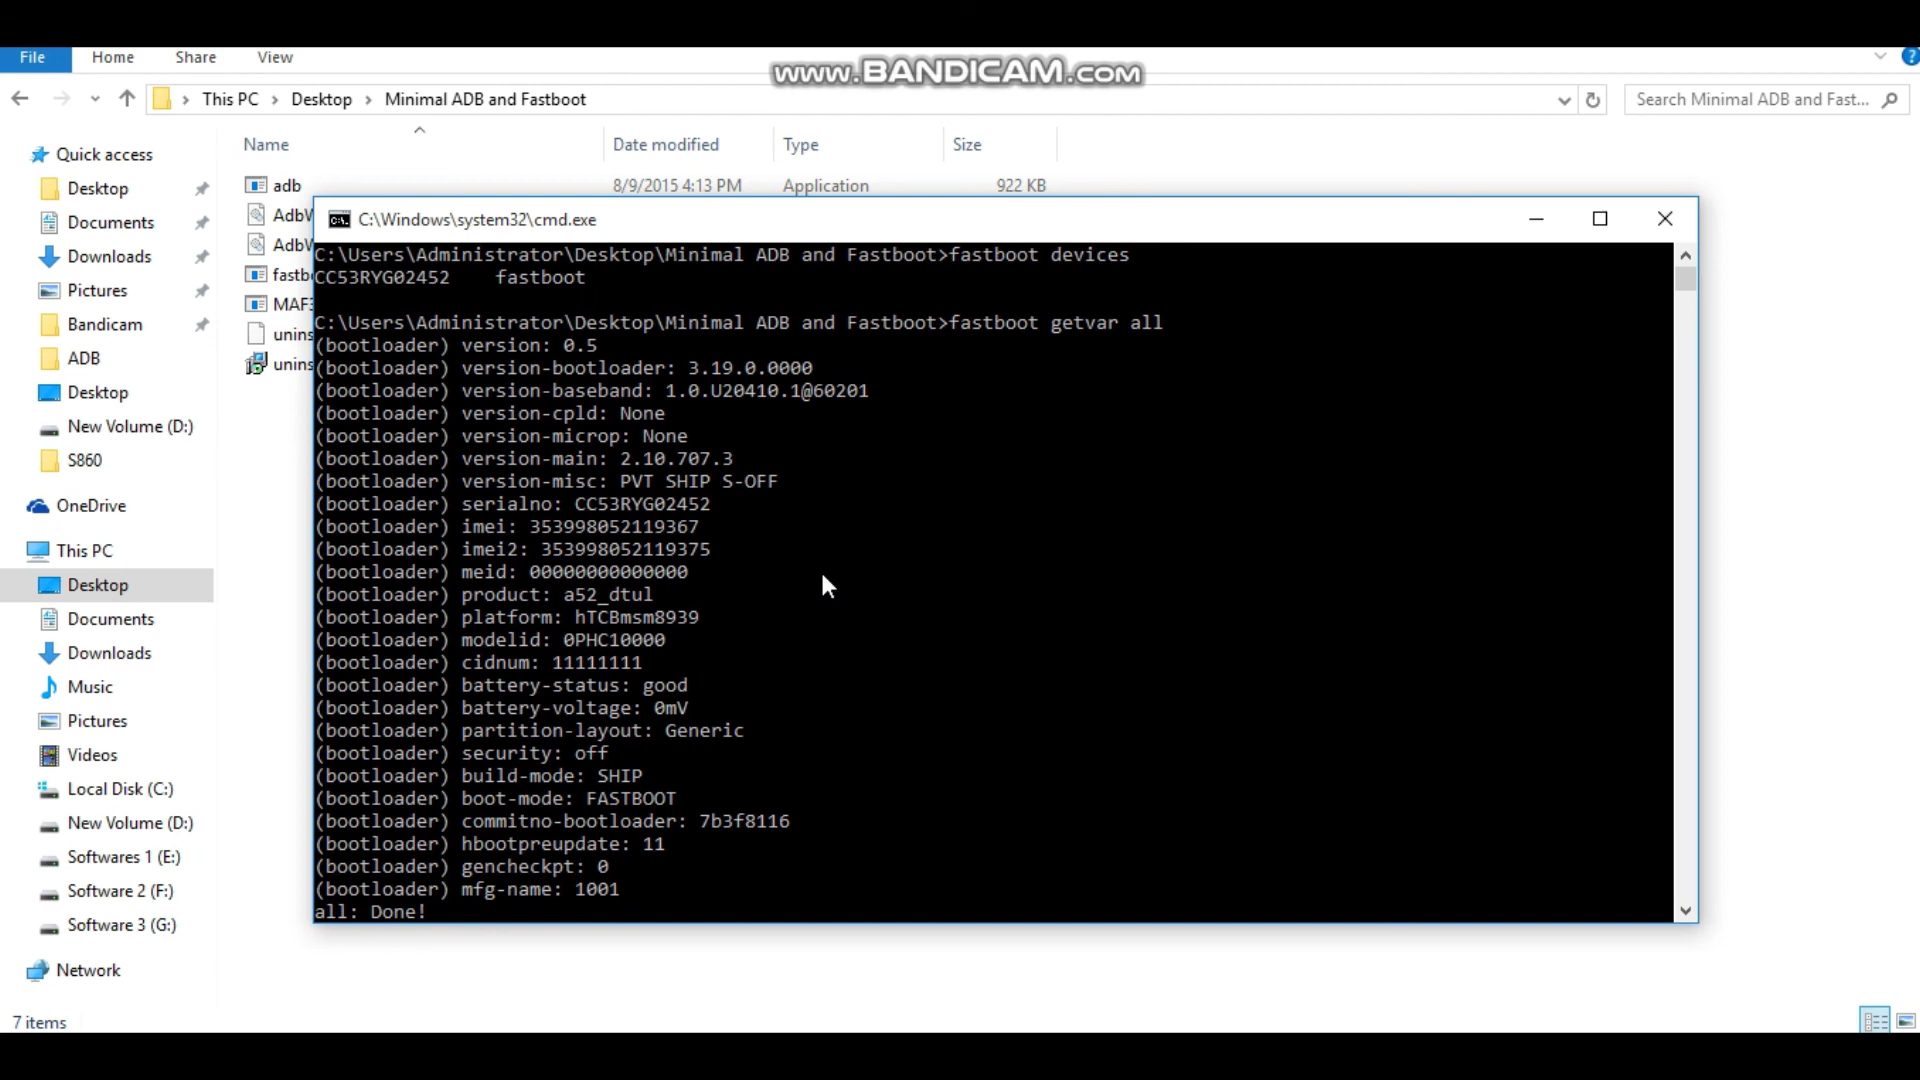 www.BANDICAM.com
File Home Share View
This PC Desktop Minimal ADB and Fastboot Search Minimal ADB and Fast...
Name Date modified Type Size
Quick access
Desktop
Documents
Downloads
Pictures
Bandicam
ADB
Desktop
New Volume (D:)
S860
OneDrive
This PC
Desktop
Documents
Downloads
Music
Pictures
Videos
Local Disk (C:)
New Volume (D:)
Softwares 1 (E:)
Software 2 (F:)
Software 3 (G:)
Network
7 items
adb 8/9/2015 4:13 PM Application 922 KB
AdbW
AdbW
fastbo
MAF3
unins
unins
C:\Windows\system32\cmd.exe
C:\Users\Administrator\Desktop\Minimal ADB and Fastboot>fastboot devices
CC53RYG02452 fastboot
C:\Users\Administrator\Desktop\Minimal ADB and Fastboot>fastboot getvar all
(bootloader) version: 0.5
(bootloader) version-bootloader: 3.19.0.0000
(bootloader) version-baseband: 1.0.U20410.1@60201
(bootloader) version-cpld: None
(bootloader) version-microp: None
(bootloader) version-main: 2.10.707.3
(bootloader) version-misc: PVT SHIP S-OFF
(bootloader) serialno: CC53RYG02452
(bootloader) imei: 353998052119367
(bootloader) imei2: 353998052119375
(bootloader) meid: 00000000000000
(bootloader) product: a52_dtul
(bootloader) platform: hTCBmsm8939
(bootloader) modelid: 0PHC10000
(bootloader) cidnum: 11111111
(bootloader) battery-status: good
(bootloader) battery-voltage: 0mV
(bootloader) partition-layout: Generic
(bootloader) security: off
(bootloader) build-mode: SHIP
(bootloader) boot-mode: FASTBOOT
(bootloader) commitno-bootloader: 7b3f8116
(bootloader) hbootpreupdate: 11
(bootloader) gencheckpt: 0
(bootloader) mfg-name: 1001
all: Done!